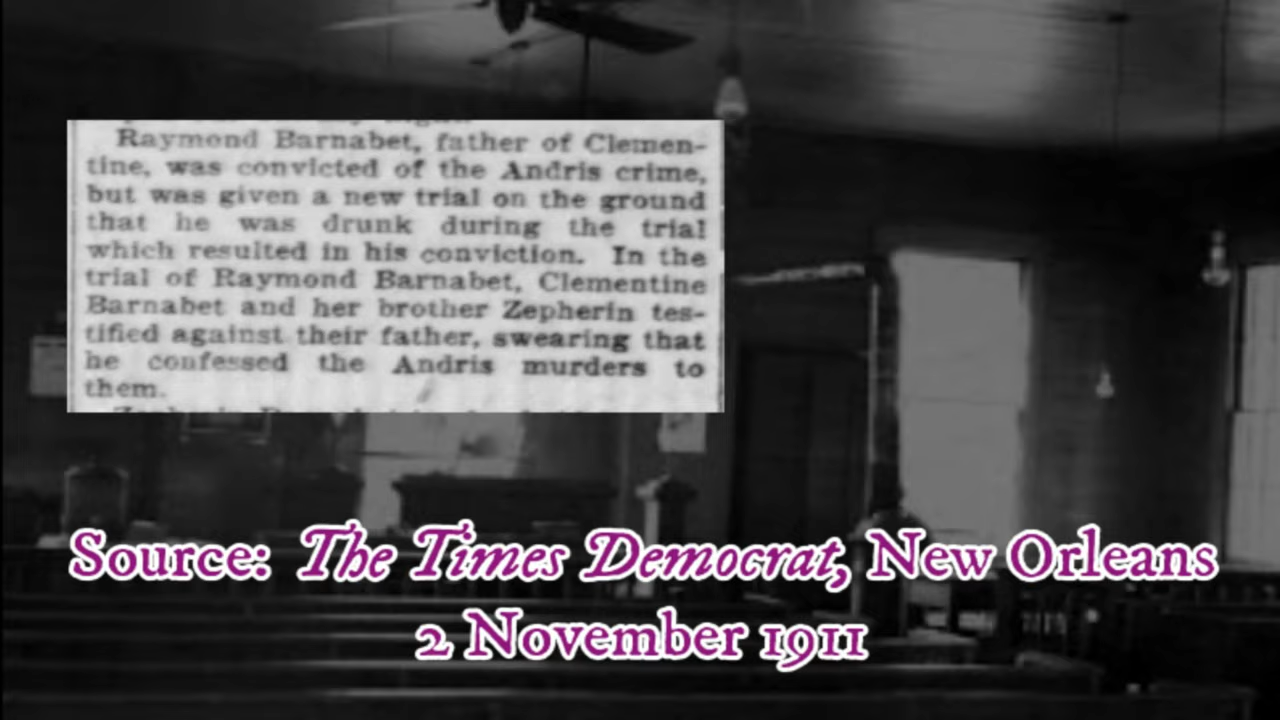 Raymond Barnabet, father of Clemen-
tine, was convicted of the Andris crime,
but was given a new trial on the ground
that he was drunk during the trial
which resulted in his conviction. In the
trial of Raymond Barnabet, Clementine
Barnabet and her brother Zepherin tes-
tified against their father, swearing that
he confessed the Andris murders to
them.
Source: The Times Democrat, New Orleans
2 November 1911